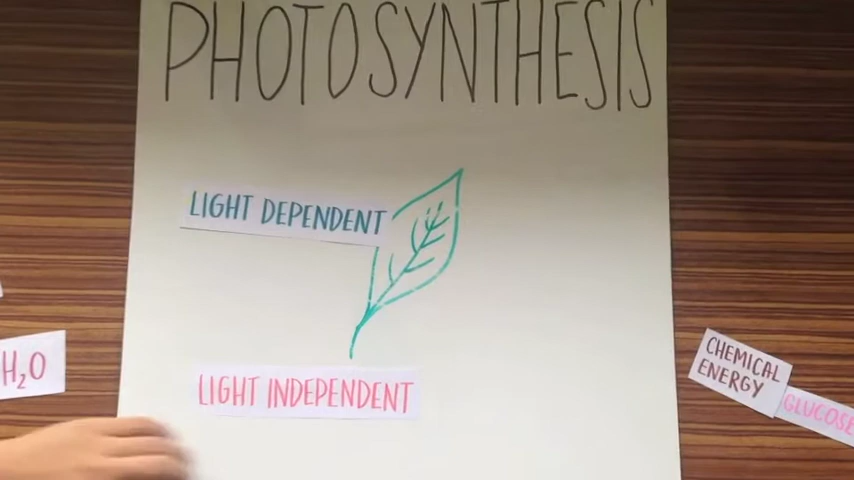 PHOTOSYNTHESIS
LIGHT DEPENDENT
H₂O
CHEMICAL
ENERGY
GLUCOSE
LIGHT INDEPENDENT